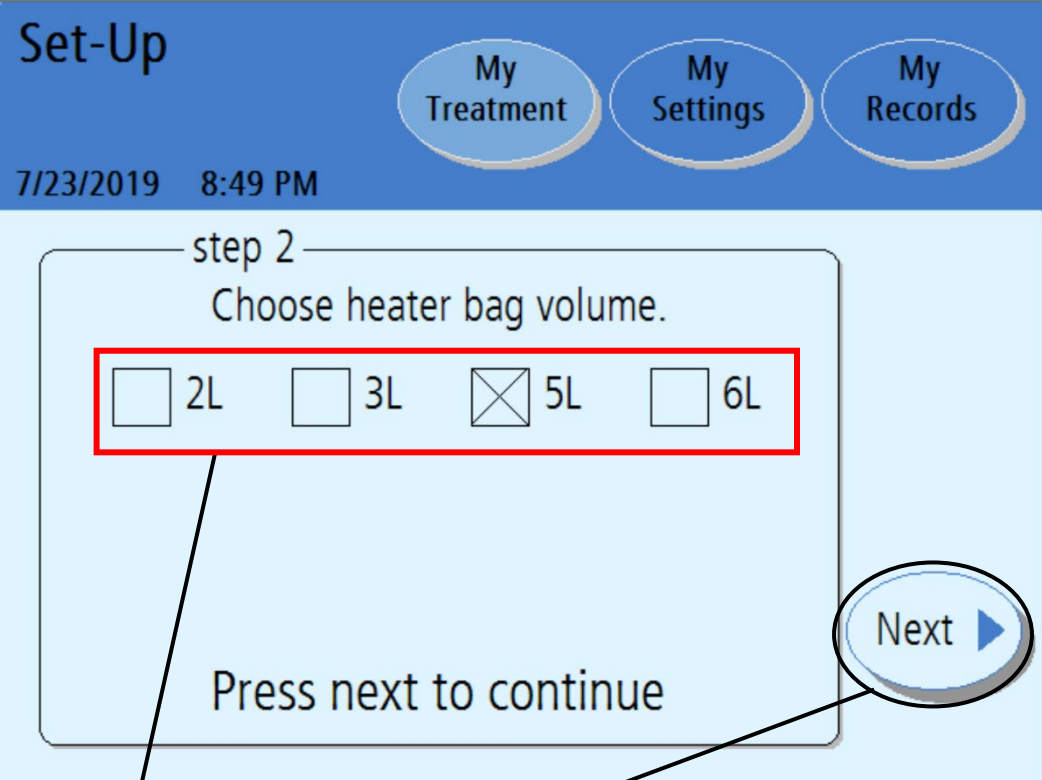 Set-Up
My
Treatment
My
Settings
My
Records
7/23/2019 8:49 PM
step 2
Choose heater bag volume.
2L 3L 5L 6L
Next
Press next to continue